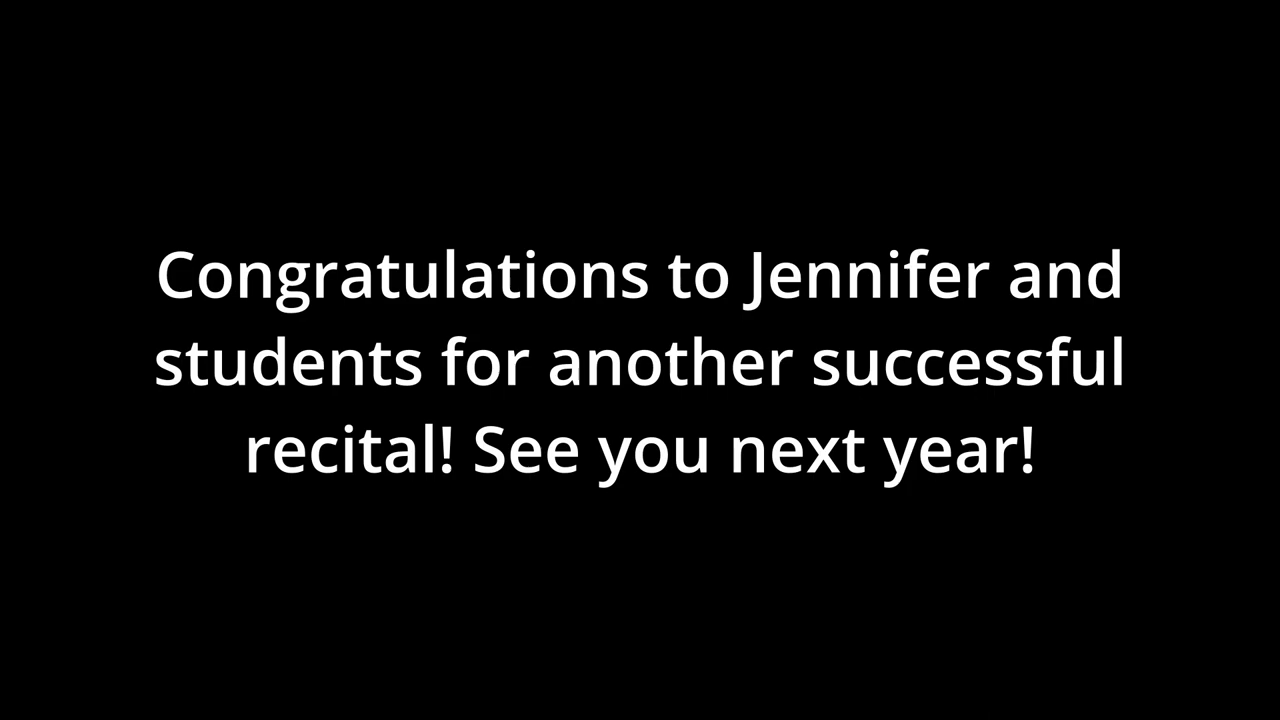 Congratulations to Jennifer and
students for another successful
recital! See you next year!